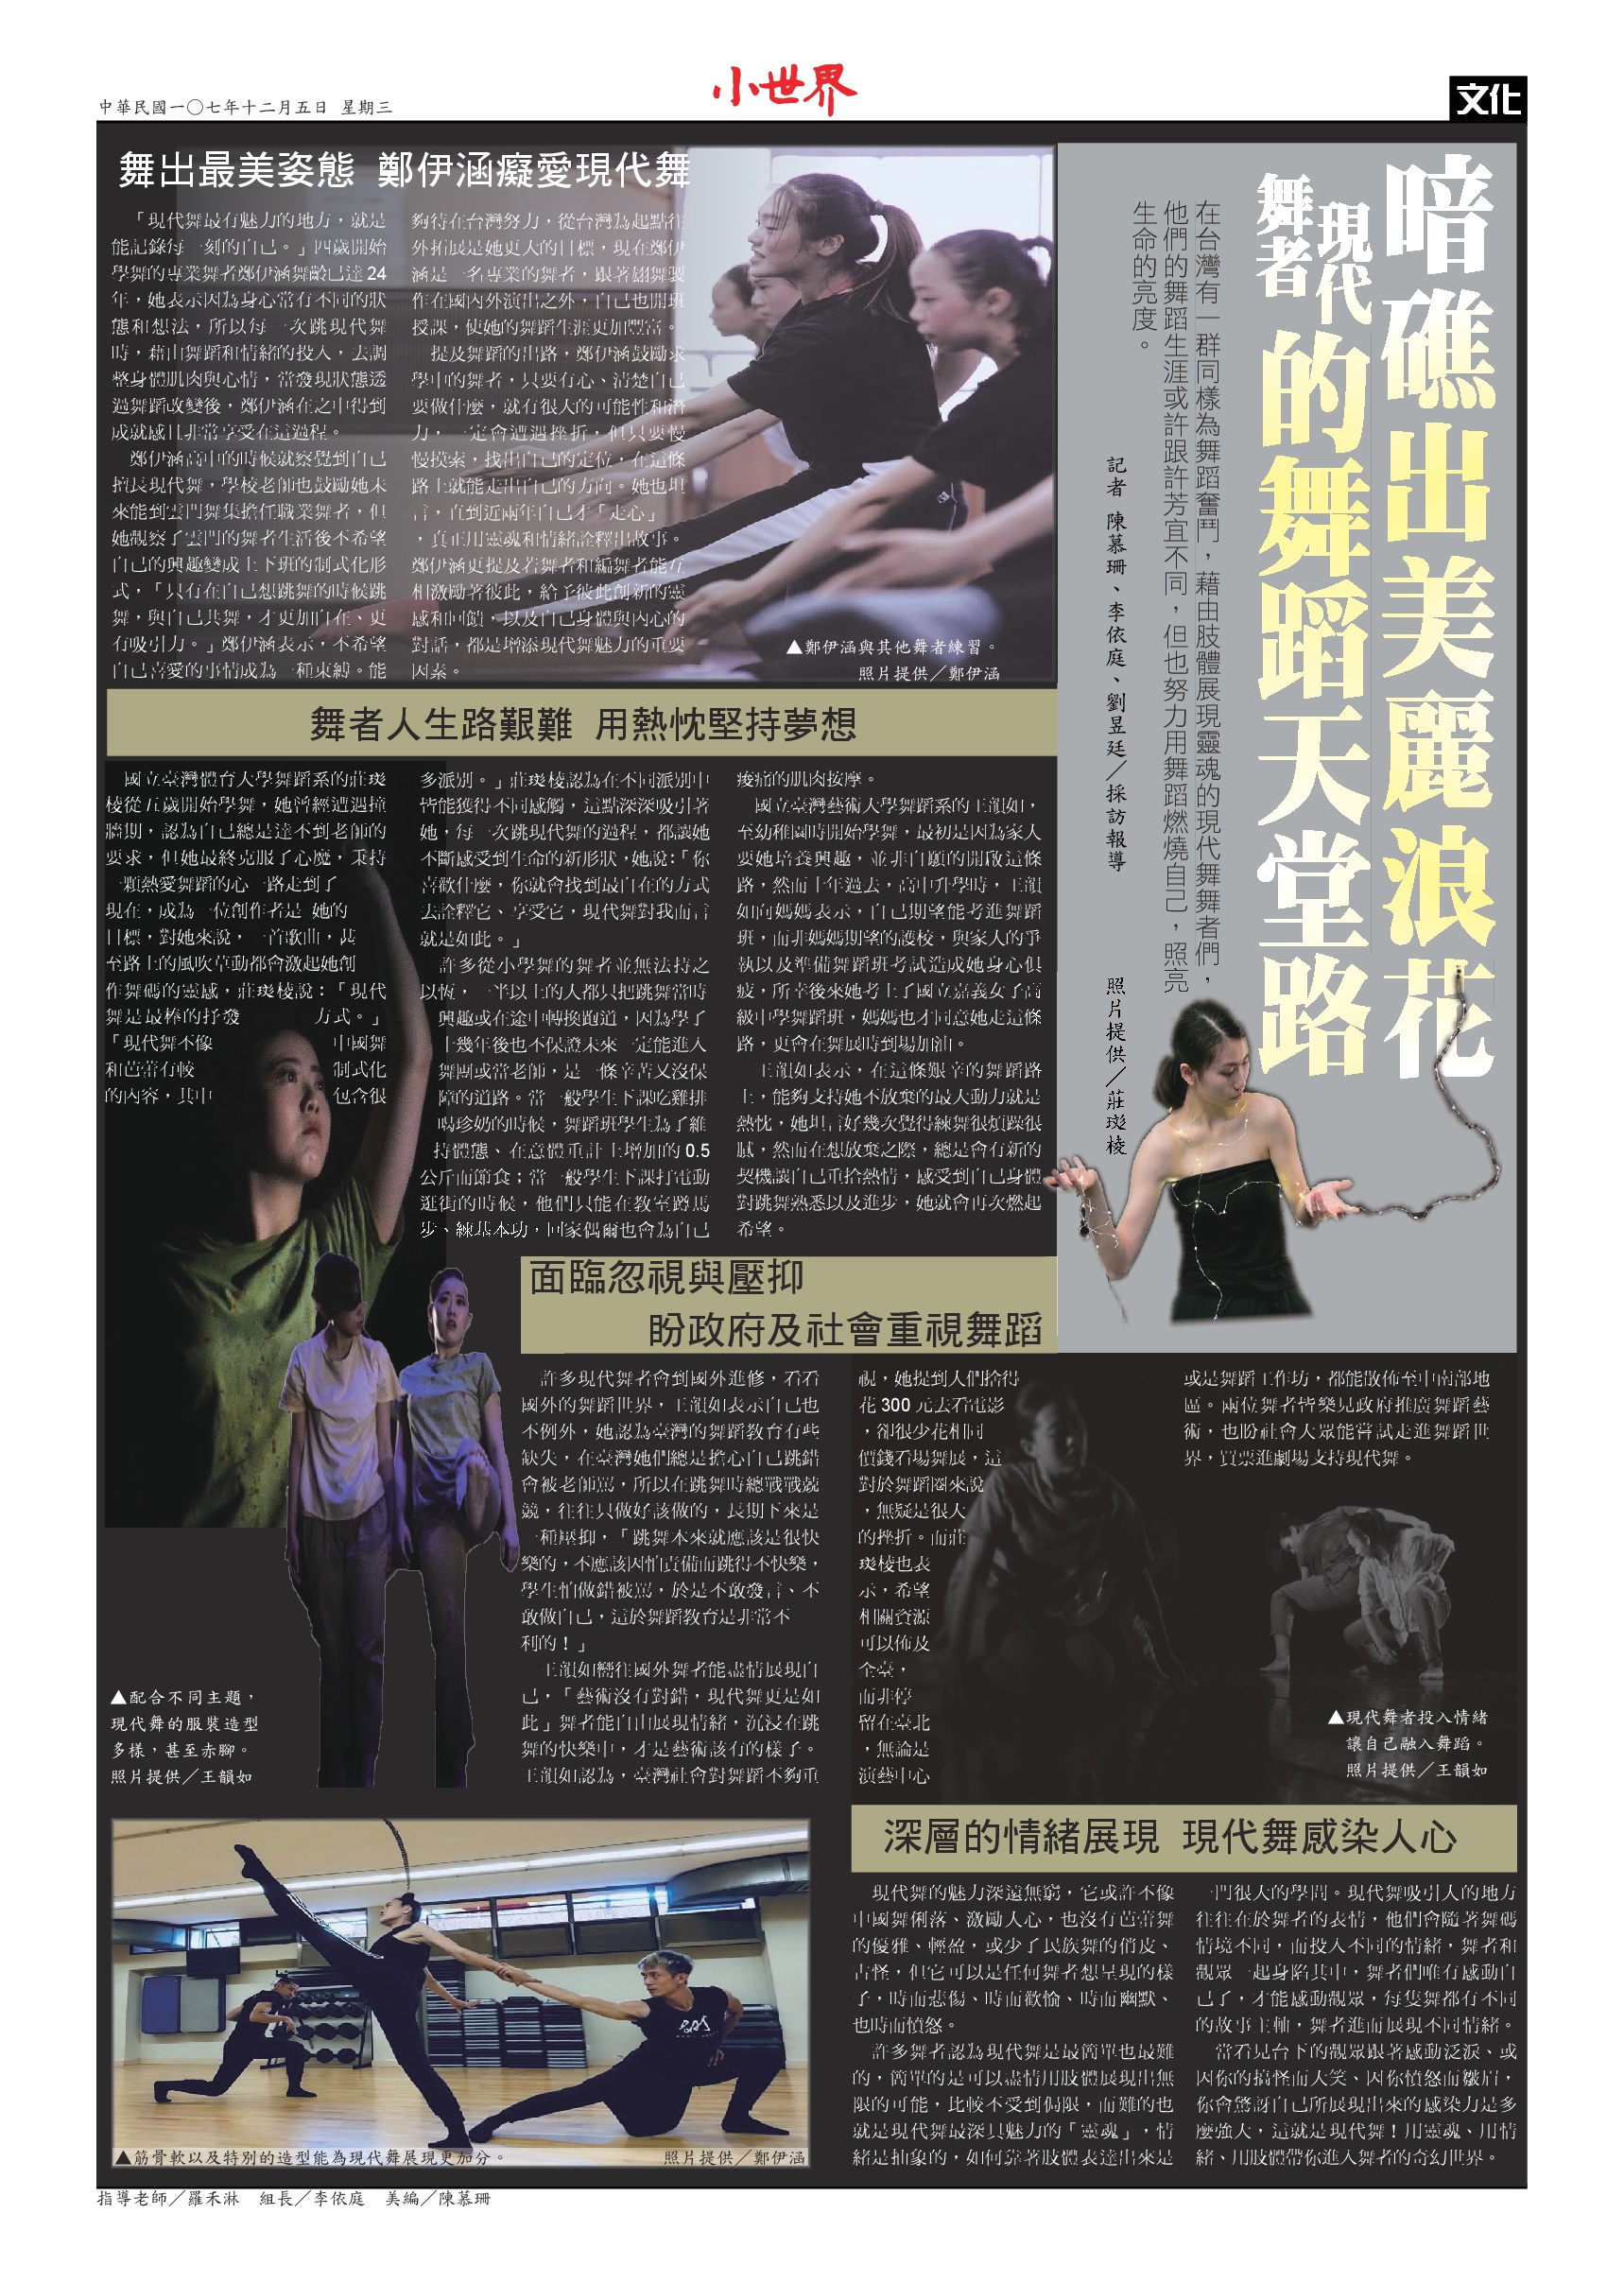 中華民國一〇七年十二月五日 星期三
小世界
文化
暗礁出美麗浪花
現代舞者的舞蹈天堂路
在台灣有一群同樣為舞蹈奮鬥,藉由肢體展現靈魂的現代舞舞者們,
他們的舞蹈生涯或許跟許芳宜不同,但也努力用舞蹈燃燒自己,照亮
生命的亮度。
記者 陳慕珊、李依庭、劉昱廷/採訪報導
照片提供/莊琁棱
舞出最美姿態 鄭伊涵癡愛現代舞
「現代舞最有魅力的地方,就是
能記錄每一刻的自己。」四歲開始
學舞的專業舞者鄭伊涵舞齡已達24
年,她表示因為身心常有不同的狀
態和想法,所以每一次跳現代舞
時,藉由舞蹈和情緒的投入,去調
整身體肌肉與心情,當發現狀態透
過舞蹈改變後,鄭伊涵在之中得到
成就感且非常享受在這過程。
鄭伊涵高中的時候就察覺到自己
擅長現代舞,學校老師也鼓勵她未
來能到雲門舞集擔任職業舞者,但
她觀察了雲門的舞者生活後不希望
自己的興趣變成上下班的制式化形
式,「只有在自己想跳舞的時候跳
舞,與自己共舞,才更加自在、更
有吸引力。」鄭伊涵表示,不希望
自己喜愛的事情成為一種束縛。能
夠待在台灣努力,從台灣為起點往
外拓展是她更大的目標,現在鄭伊
涵是一名專業的舞者,跟著翃舞製
作在國內外演出之外,自己也開班
授課,使她的舞蹈生涯更加豐富。
提及舞蹈的出路,鄭伊涵鼓勵求
學中的舞者,只要有心、清楚自己
要做什麼,就有很大的可能性和潛
力,一定會遭遇挫折,但只要慢
慢摸索,找出自己的定位,在這條
路上就能走出自己的方向。她也坦
言,直到近兩年自己才「走心」
,真正用靈魂和情緒詮釋出故事。
鄭伊涵更提及若舞者和編舞者能互
相激勵著彼此,給予彼此創新的靈
感和回饋,以及自己身體與內心的
對話,都是增添現代舞魅力的重要
因素。
▲鄭伊涵與其他舞者練習。
照片提供/鄭伊涵
舞者人生路艱難 用熱忱堅持夢想
國立臺灣體育大學舞蹈系的莊琁
棱從五歲開始學舞,她曾經遭遇撞
牆期,認為自己總是達不到老師的
要求,但她最終克服了心魔,秉持
一顆熱愛舞蹈的心一路走到了
現在,成為一位創作者是 她的
目標,對她來說,一首歌曲,甚
至路上的風吹草動都會激起她創
作舞碼的靈感,莊琁棱說:「現代
舞是最棒的抒發 方式。」
「現代舞不像 中國舞
和芭蕾有較 制式化
的內容,其中 包含很
多派別。」莊琁棱認為在不同派別中
皆能獲得不同感觸,這點深深吸引著
她,每一次跳現代舞的過程,都讓她
不斷感受到生命的新形狀,她說:「你
喜歡什麼,你就會找到最自在的方式
去詮釋它、享受它,現代舞對我而言
就是如此。」
許多從小學舞的舞者並無法持之
以恆,一半以上的人都只把跳舞當時
興趣或在途中轉換跑道,因為學了
十幾年後也不保證未來一定能進入
舞團或當老師,是一條辛苦又沒保
障的道路。當一般學生下課吃雞排
喝珍奶的時候,舞蹈班學生為了維
持體態、在意體重計上增加的0.5
公斤而節食;當一般學生下課打電動
逛街的時候,他們只能在教室蹲馬
步、練基本功,回家偶爾也會為自己
痠痛的肌肉按摩。
國立臺灣藝術大學舞蹈系的王韻如,
至幼稚園時開始學舞,最初是因為家人
要她培養興趣,並非自願的開啟這條
路,然而十年過去,高中升學時,王韻
如向媽媽表示,自己期望能考進舞蹈
班,而非媽媽期望的護校,與家人的爭
執以及準備舞蹈班考試造成她身心俱
疲,所幸後來她考上了國立嘉義女子高
級中學舞蹈班,媽媽也才同意她走這條
路,更會在舞展時到場加油。
王韻如表示,在這條艱辛的舞蹈路
上,能夠支持她不放棄的最大動力就是
熱忱,她坦言好幾次覺得練舞很煩躁很
膩,然而在想放棄之際,總是會有新的
契機讓自己重拾熱情,感受到自己身體
對跳舞熟悉以及進步,她就會再次燃起
希望。
面臨忽視與壓抑
盼政府及社會重視舞蹈
許多現代舞者會到國外進修,看看
國外的舞蹈世界,王韻如表示自己也
不例外,她認為臺灣的舞蹈教育有些
缺失,在臺灣她們總是擔心自己跳錯
會被老師罵,所以在跳舞時總戰戰兢
兢,往往只做好該做的,長期下來是
一種壓抑,「跳舞本來就應該是很快
樂的,不應該因怕責備而跳得不快樂,
學生怕做錯被罵,於是不敢發言、不
敢做自己,這於舞蹈教育是非常不
利的!」
王韻如嚮往國外舞者能盡情展現自
己,「藝術沒有對錯,現代舞更是如
此」舞者能自由展現情緒,沉浸在跳
舞的快樂中,才是藝術該有的樣子。
王韻如認為,臺灣社會對舞蹈不夠重
視,她提到人們捨得
花300元去看電影
,卻很少花相同
價錢看場舞展,這
對於舞蹈圈來說
,無疑是很大
的挫折。而莊
琁棱也表
示,希望
相關資源
可以佈及
全臺,
而非停
留在臺北
,無論是
演藝中心
或是舞蹈工作坊,都能散佈至中南部地
區。兩位舞者皆樂見政府推廣舞蹈藝
術,也盼社會大眾能嘗試走進舞蹈世
界,買票進劇場支持現代舞。
▲配合不同主題,
現代舞的服裝造型
多樣,甚至赤腳。
照片提供/王韻如
▲現代舞者投入情緒
讓自己融入舞蹈。
照片提供/王韻如
深層的情緒展現 現代舞感染人心
現代舞的魅力深遠無窮,它或許不像
中國舞俐落、激勵人心,也沒有芭蕾舞
的優雅、輕盈,或少了民族舞的俏皮、
古怪,但它可以是任何舞者想呈現的樣
子,時而悲傷、時而歡愉、時而幽默、
也時而憤怒。
許多舞者認為現代舞是最簡單也最難
的,簡單的是可以盡情用肢體展現出無
限的可能,比較不受到侷限,而難的也
就是現代舞最深具魅力的「靈魂」,情
緒是抽象的,如何靠著肢體表達出來是
一門很大的學問。現代舞吸引人的地方
往往在於舞者的表情,他們會隨著舞碼
情境不同,而投入不同的情緒,舞者和
觀眾一起身陷其中,舞者們唯有感動自
己了,才能感動觀眾,每隻舞都有不同
的故事主軸,舞者進而展現不同情緒。
當看見台下的觀眾跟著感動泛淚、或
因你的搞怪而大笑、因你憤怒而皺眉,
你會驚訝自己所展現出來的感染力是多
麼強大,這就是現代舞!用靈魂、用情
緒、用肢體帶你進入舞者的奇幻世界。
▲筋骨軟以及特別的造型能為現代舞展現更加分。
照片提供/鄭伊涵
指導老師/羅禾淋 組長/李依庭 美編/陳慕珊